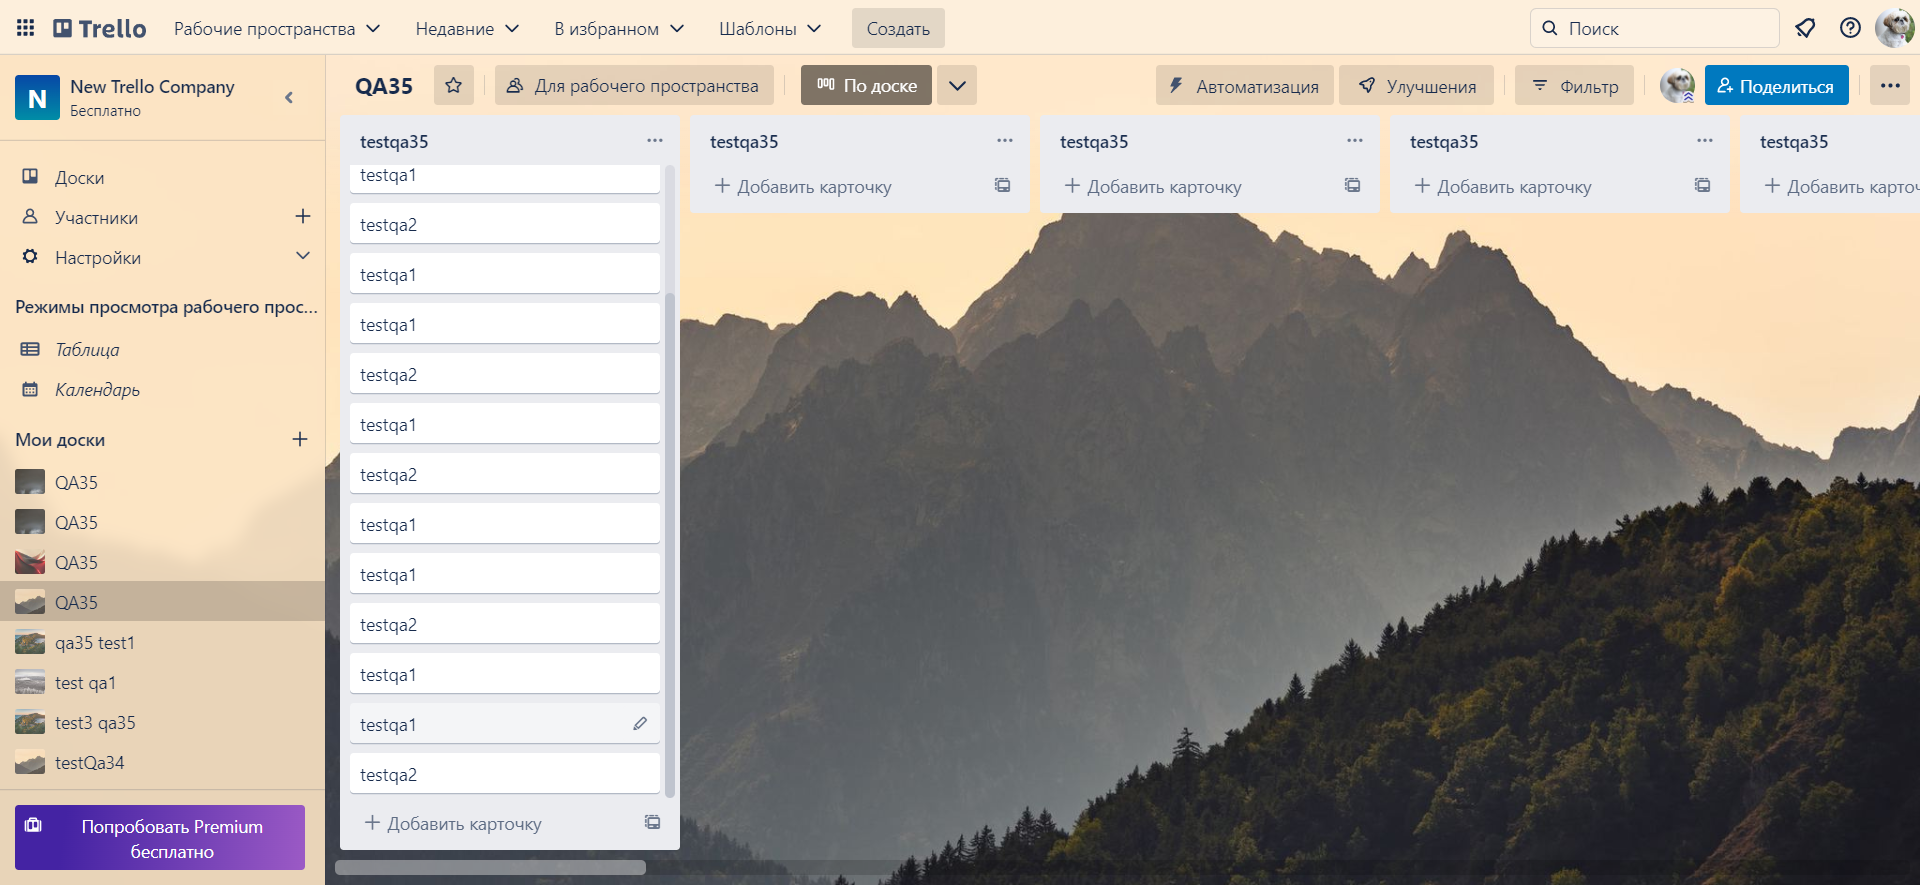 Trello
Рабочие пространства
Недавние
В избранном
Шаблоны
Создать
Поиск
N
New Trello Company
Бесплатно
QA35
Для рабочего пространства
По доске
Автоматизация
Улучшения
Фильтр
Поделиться
Доски
Участники
Настройки
Режимы просмотра рабочего прос...
Таблица
Календарь
Мои доски
QA35
QA35
QA35
QA35
qa35 test1
test qa1
test3 qa35
testQa34
Попробовать Premium
бесплатно
testqa35
testqa1
testqa2
testqa1
testqa1
testqa2
testqa1
testqa2
testqa1
testqa1
testqa2
testqa1
testqa1
testqa2
Добавить карточку
testqa35
Добавить карточку
testqa35
Добавить карточку
testqa35
Добавить карточку
testqa35
Добавить карточ